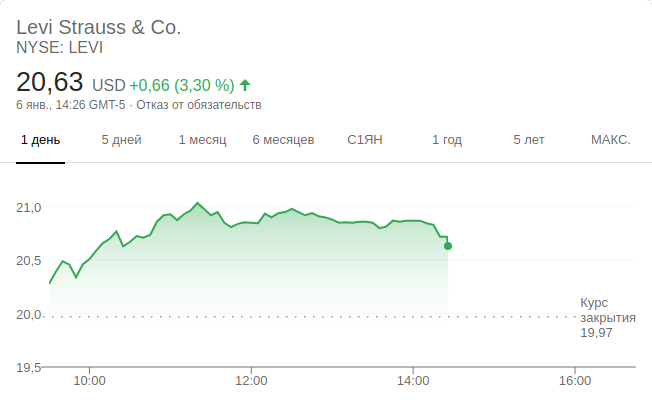 Levi Strauss & Co.
NYSE: LEVI
20,63 USD +0,66 (3,30 %)
6 янв., 14:26 GMT-5 · Отказ от обязательств
1 день 5 дней 1 месяц 6 месяцев С1ЯН 1 год 5 лет МАКС.
21,0
20,5
20,0
Курс
закрытия
19,97
19,5
10:00 12:00 14:00 16:00